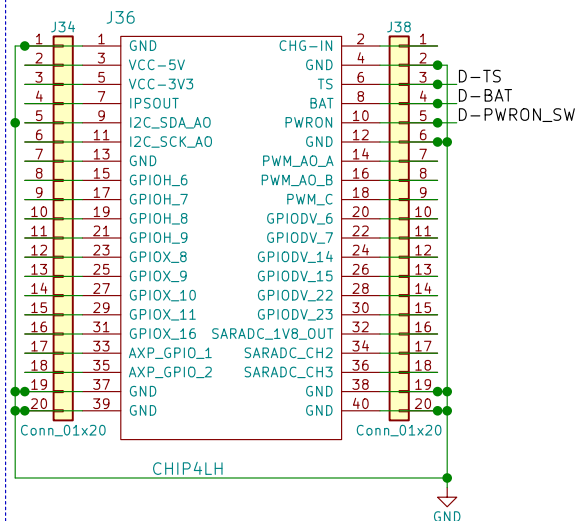 J34 J36 J38
1 1 GND CHG-IN 2 1
2 3 VCC-5V GND 4 2
3 5 VCC-3V3 TS 6 3 D-TS
4 7 IPSOUT BAT 8 4 D-BAT
5 9 I2C_SDA_AO PWRON 10 5 D-PWRON_SW
6 11 I2C_SCK_AO GND 12 6
7 13 GND PWM_AO_A 14 7
8 15 GPIOH_6 PWM_AO_B 16 8
9 17 GPIOH_7 PWM_C 18 9
10 19 GPIOH_8 GPIODV_6 20 10
11 21 GPIOH_9 GPIODV_7 22 11
12 23 GPIOX_8 GPIODV_14 24 12
13 25 GPIOX_9 GPIODV_15 26 13
14 27 GPIOX_10 GPIODV_22 28 14
15 29 GPIOX_11 GPIODV_23 30 15
16 31 GPIOX_16 SARADC_1V8_OUT 32 16
17 33 AXP_GPIO_1 SARADC_CH2 34 17
18 35 AXP_GPIO_2 SARADC_CH3 36 18
19 37 GND GND 38 19
20 39 GND GND 40 20
Conn_01x20 Conn_01x20
CHIP4LH
GND